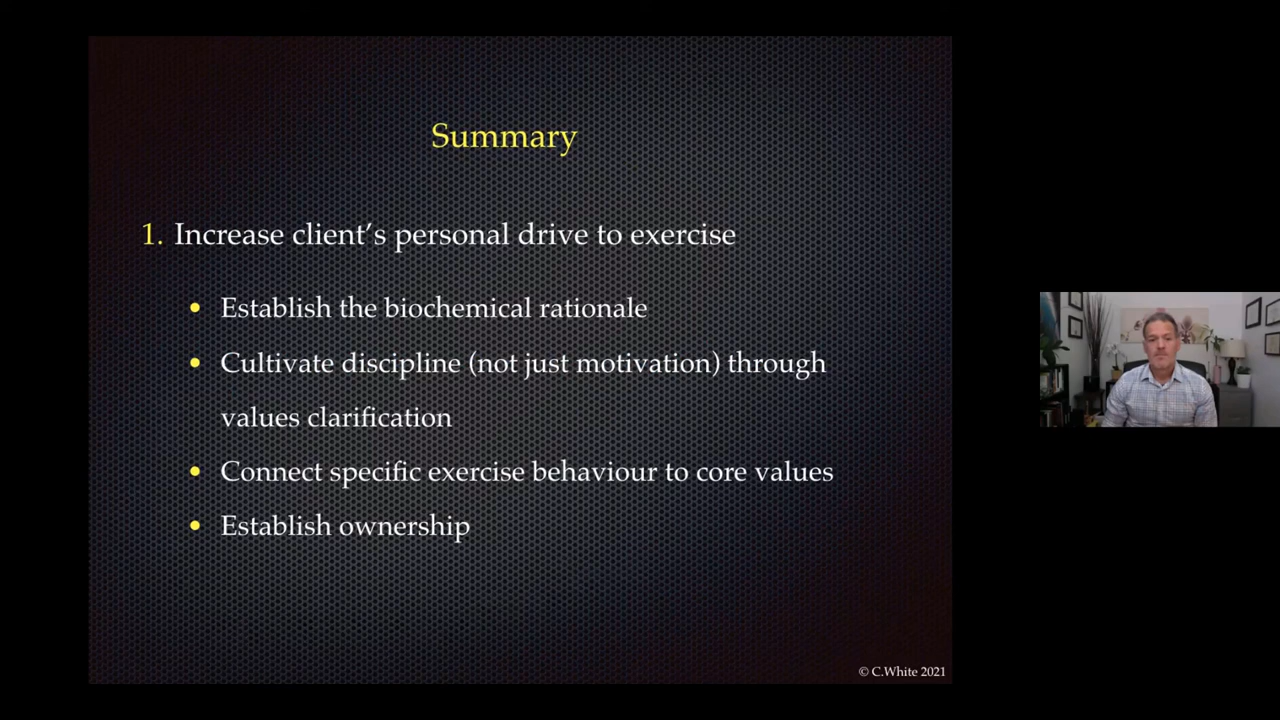 Summary
1. Increase client’s personal drive to exercise
• Establish the biochemical rationale
• Cultivate discipline (not just motivation) through
values clarification
• Connect specific exercise behaviour to core values
• Establish ownership
© C.White 2021